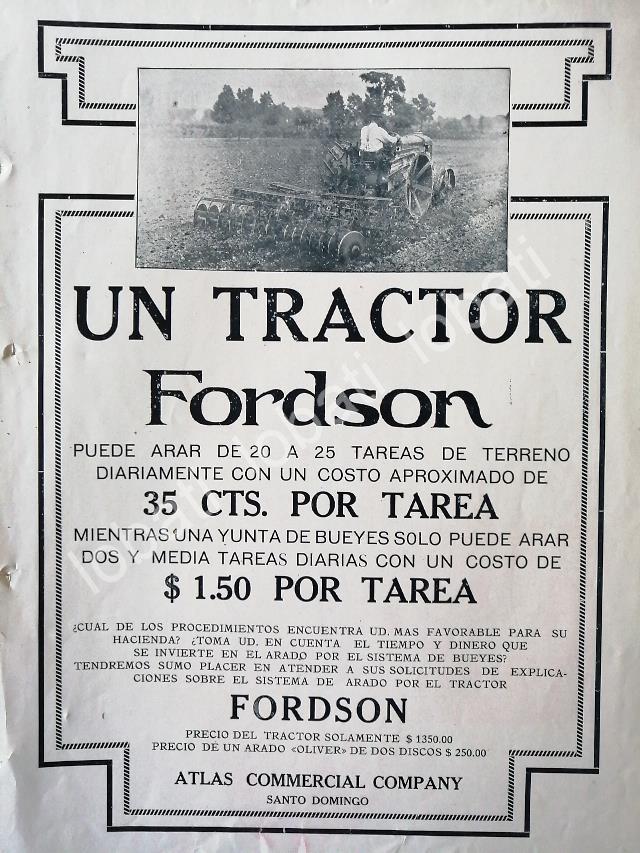 UN TRACTOR
Fordson
PUEDE ARAR DE 20 A 25 TAREAS DE TERRENO
DIARIAMENTE CON UN COSTO APROXIMADO DE
35 CTS. POR TAREA
MIENTRAS UNA YUNTA DE BUEYES SOLO PUEDE ARAR
DOS Y MEDIA TAREAS DIARIAS CON UN COSTO DE
$ 1.50 POR TAREA
¿CUAL DE LOS PROCEDIMIENTOS ENCUENTRA UD. MAS FAVORABLE PARA SU
HACIENDA? ¿TOMA UD. EN CUENTA EL TIEMPO Y DINERO QUE
SE INVIERTE EN EL ARADO POR EL SISTEMA DE BUEYES?
TENDREMOS SUMO PLACER EN ATENDER A SUS SOLICITUDES DE EXPLICA-
CIONES SOBRE EL SISTEMA DE ARADO POR EL TRACTOR
FORDSON
PRECIO DEL TRACTOR SOLAMENTE $ 1350.00
PRECIO DE UN ARADO «OLIVER» DE DOS DISCOS $ 250.00
ATLAS COMMERCIAL COMPANY
SANTO DOMINGO
lobati lobati lobati lobati